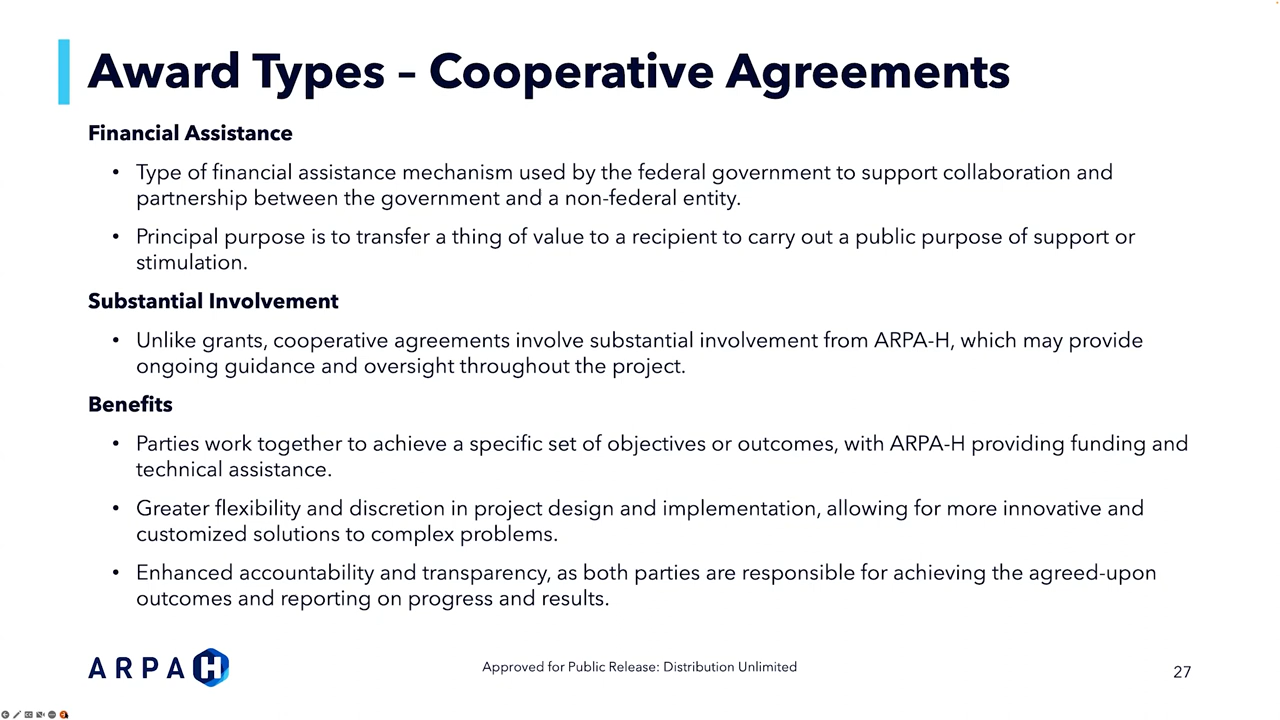 Award Types – Cooperative Agreements
Financial Assistance
• Type of financial assistance mechanism used by the federal government to support collaboration and
partnership between the government and a non-federal entity.
• Principal purpose is to transfer a thing of value to a recipient to carry out a public purpose of support or
stimulation.
Substantial Involvement
• Unlike grants, cooperative agreements involve substantial involvement from ARPA-H, which may provide
ongoing guidance and oversight throughout the project.
Benefits
• Parties work together to achieve a specific set of objectives or outcomes, with ARPA-H providing funding and
technical assistance.
• Greater flexibility and discretion in project design and implementation, allowing for more innovative and
customized solutions to complex problems.
• Enhanced accountability and transparency, as both parties are responsible for achieving the agreed-upon
outcomes and reporting on progress and results.
ARPA H
Approved for Public Release: Distribution Unlimited
27